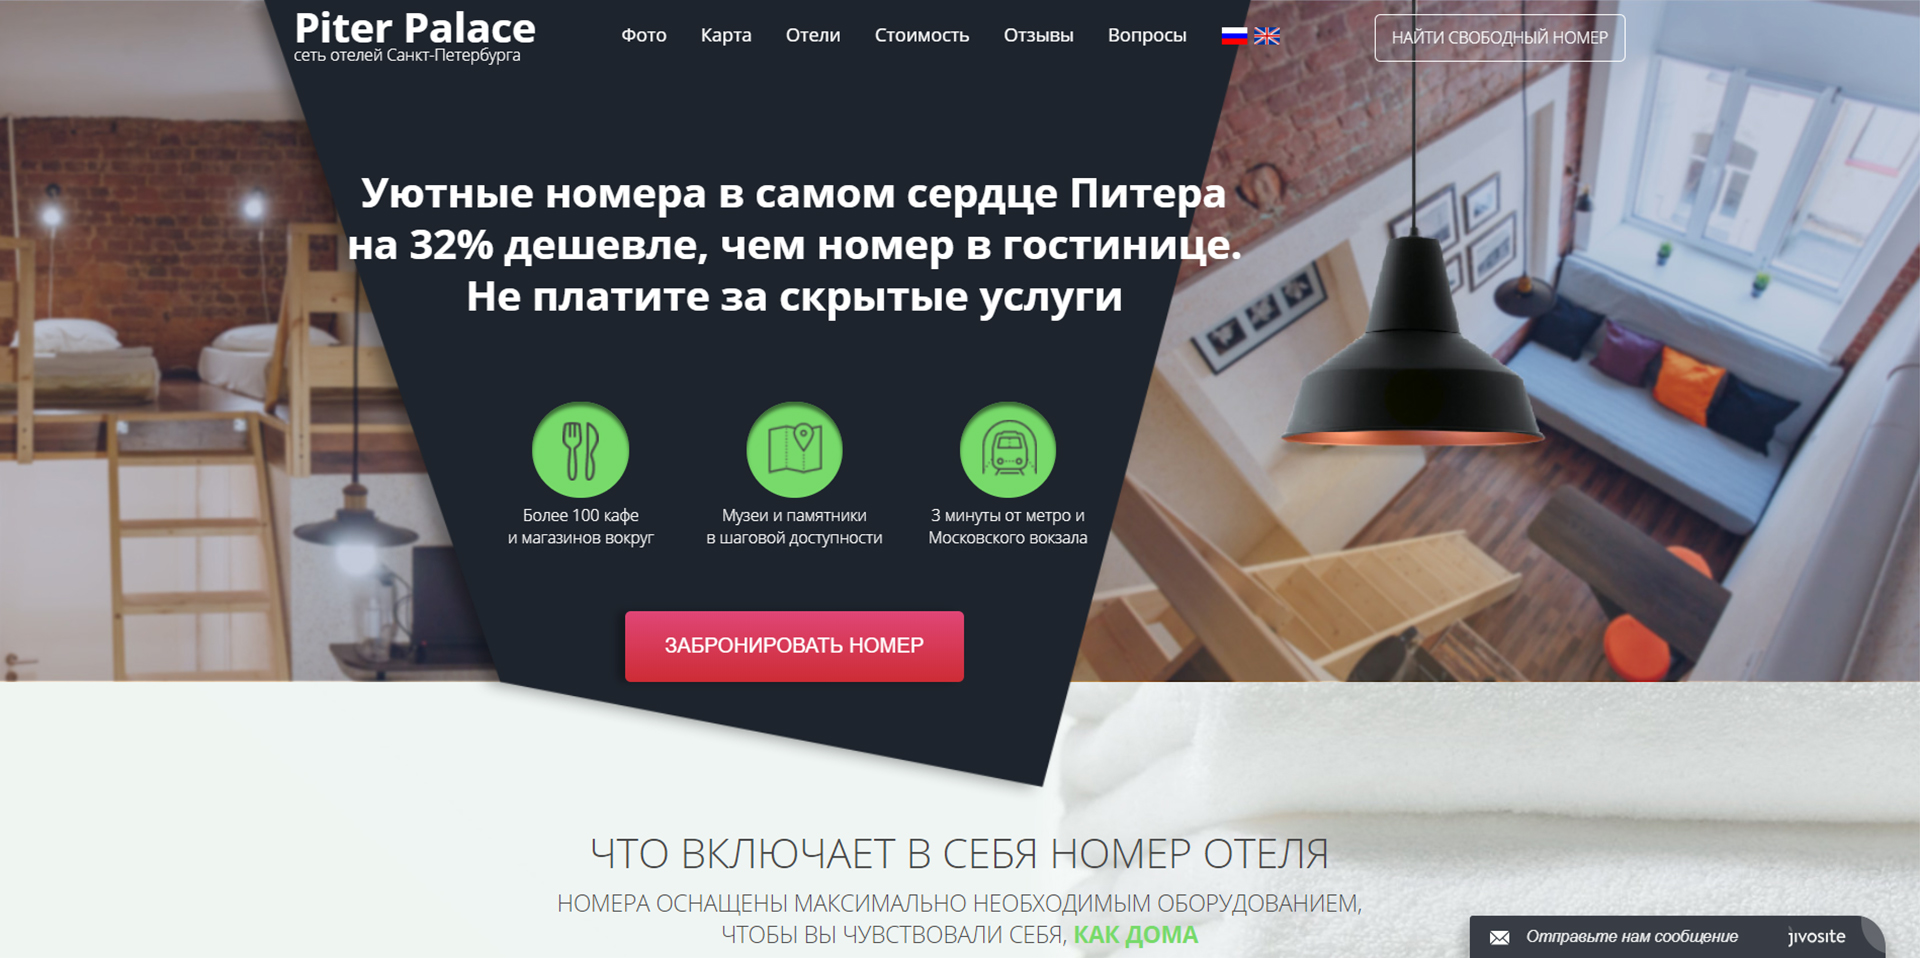 Piter Palace
сеть отелей Санкт-Петербурга
Фото Карта Отели Стоимость Отзывы Вопросы
НАЙТИ СВОБОДНЫЙ НОМЕР
Уютные номера в самом сердце Питера
на 32% дешевле, чем номер в гостинице.
Не платите за скрытые услуги
Более 100 кафе
и магазинов вокруг
Музеи и памятники
в шаговой доступности
3 минуты от метро и
Московского вокзала
ЗАБРОНИРОВАТЬ НОМЕР
ЧТО ВКЛЮЧАЕТ В СЕБЯ НОМЕР ОТЕЛЯ
НОМЕРА ОСНАЩЕНЫ МАКСИМАЛЬНО НЕОБХОДИМЫМ ОБОРУДОВАНИЕМ,
ЧТОБЫ ВЫ ЧУВСТВОВАЛИ СЕБЯ, КАК ДОМА
Отправьте нам сообщение jivosite